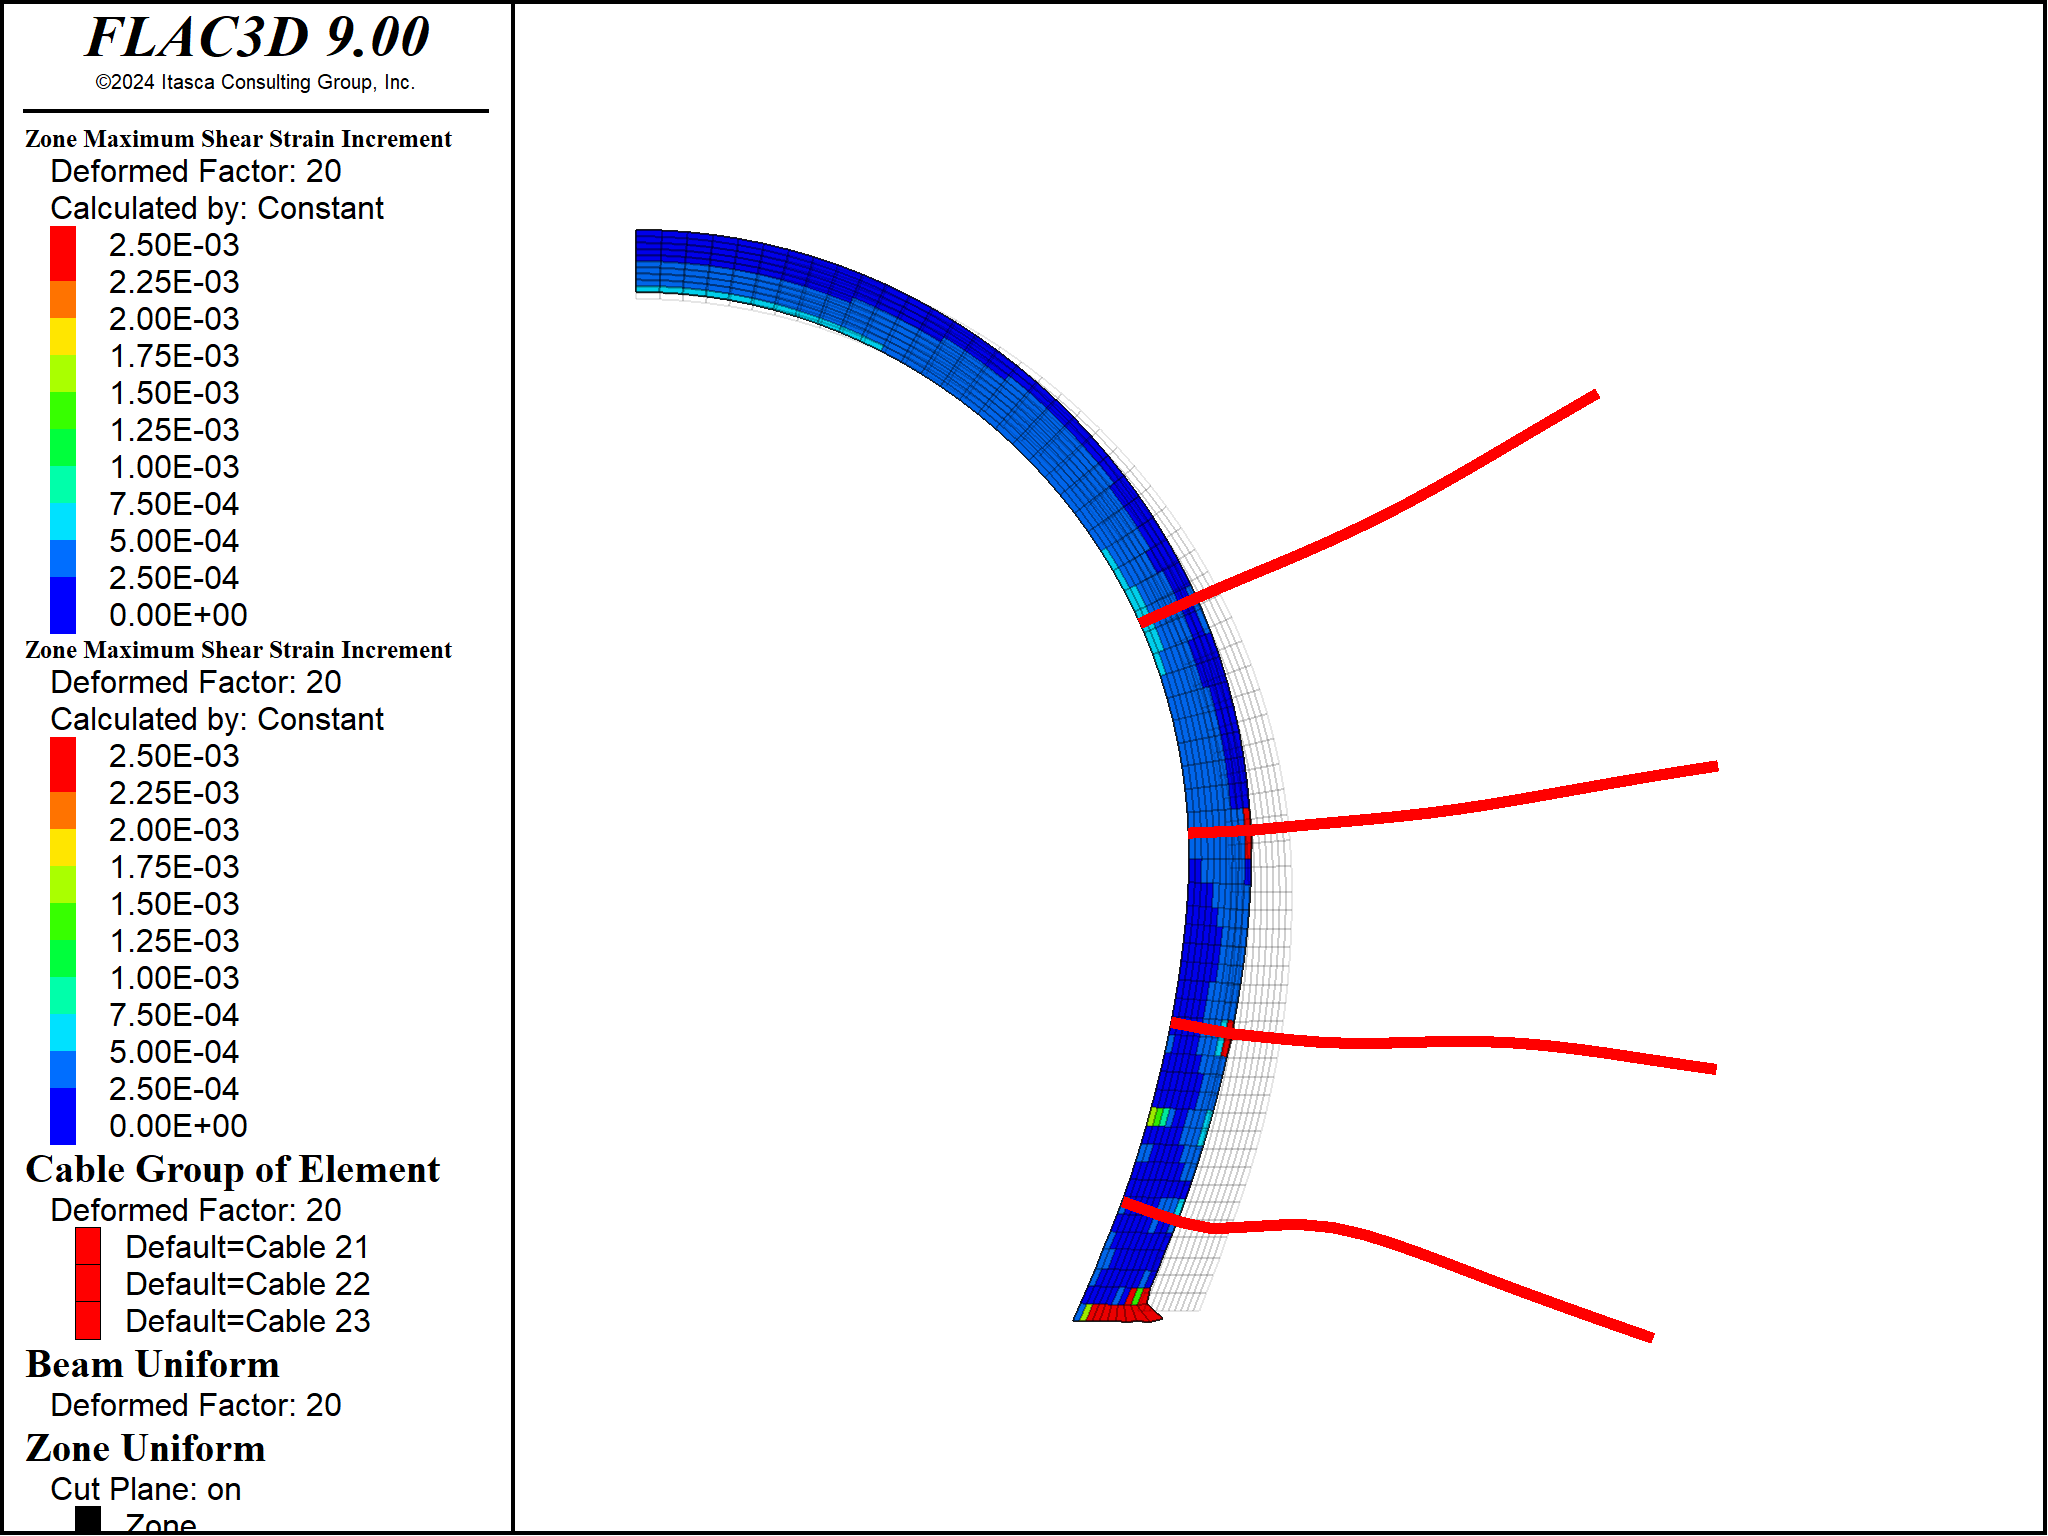 FLAC3D 9.00
©2024 Itasca Consulting Group, Inc.
Zone Maximum Shear Strain Increment
Deformed Factor: 20
Calculated by: Constant
2.50E-03
2.25E-03
2.00E-03
1.75E-03
1.50E-03
1.25E-03
1.00E-03
7.50E-04
5.00E-04
2.50E-04
0.00E+00
Zone Maximum Shear Strain Increment
Deformed Factor: 20
Calculated by: Constant
2.50E-03
2.25E-03
2.00E-03
1.75E-03
1.50E-03
1.25E-03
1.00E-03
7.50E-04
5.00E-04
2.50E-04
0.00E+00
Cable Group of Element
Deformed Factor: 20
Default=Cable 21
Default=Cable 22
Default=Cable 23
Beam Uniform
Deformed Factor: 20
Zone Uniform
Cut Plane: on
Zone